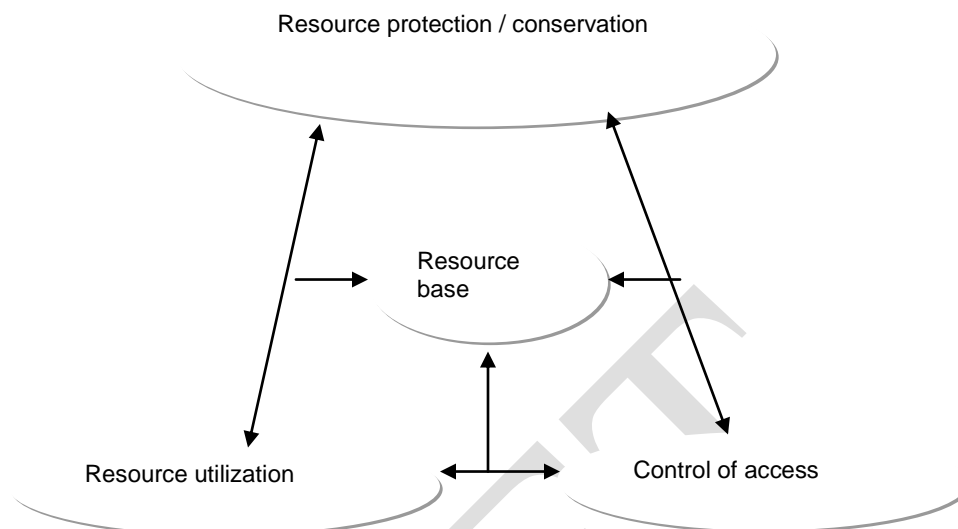 Resource protection / conservation
Resource
base
Resource utilization
Control of access